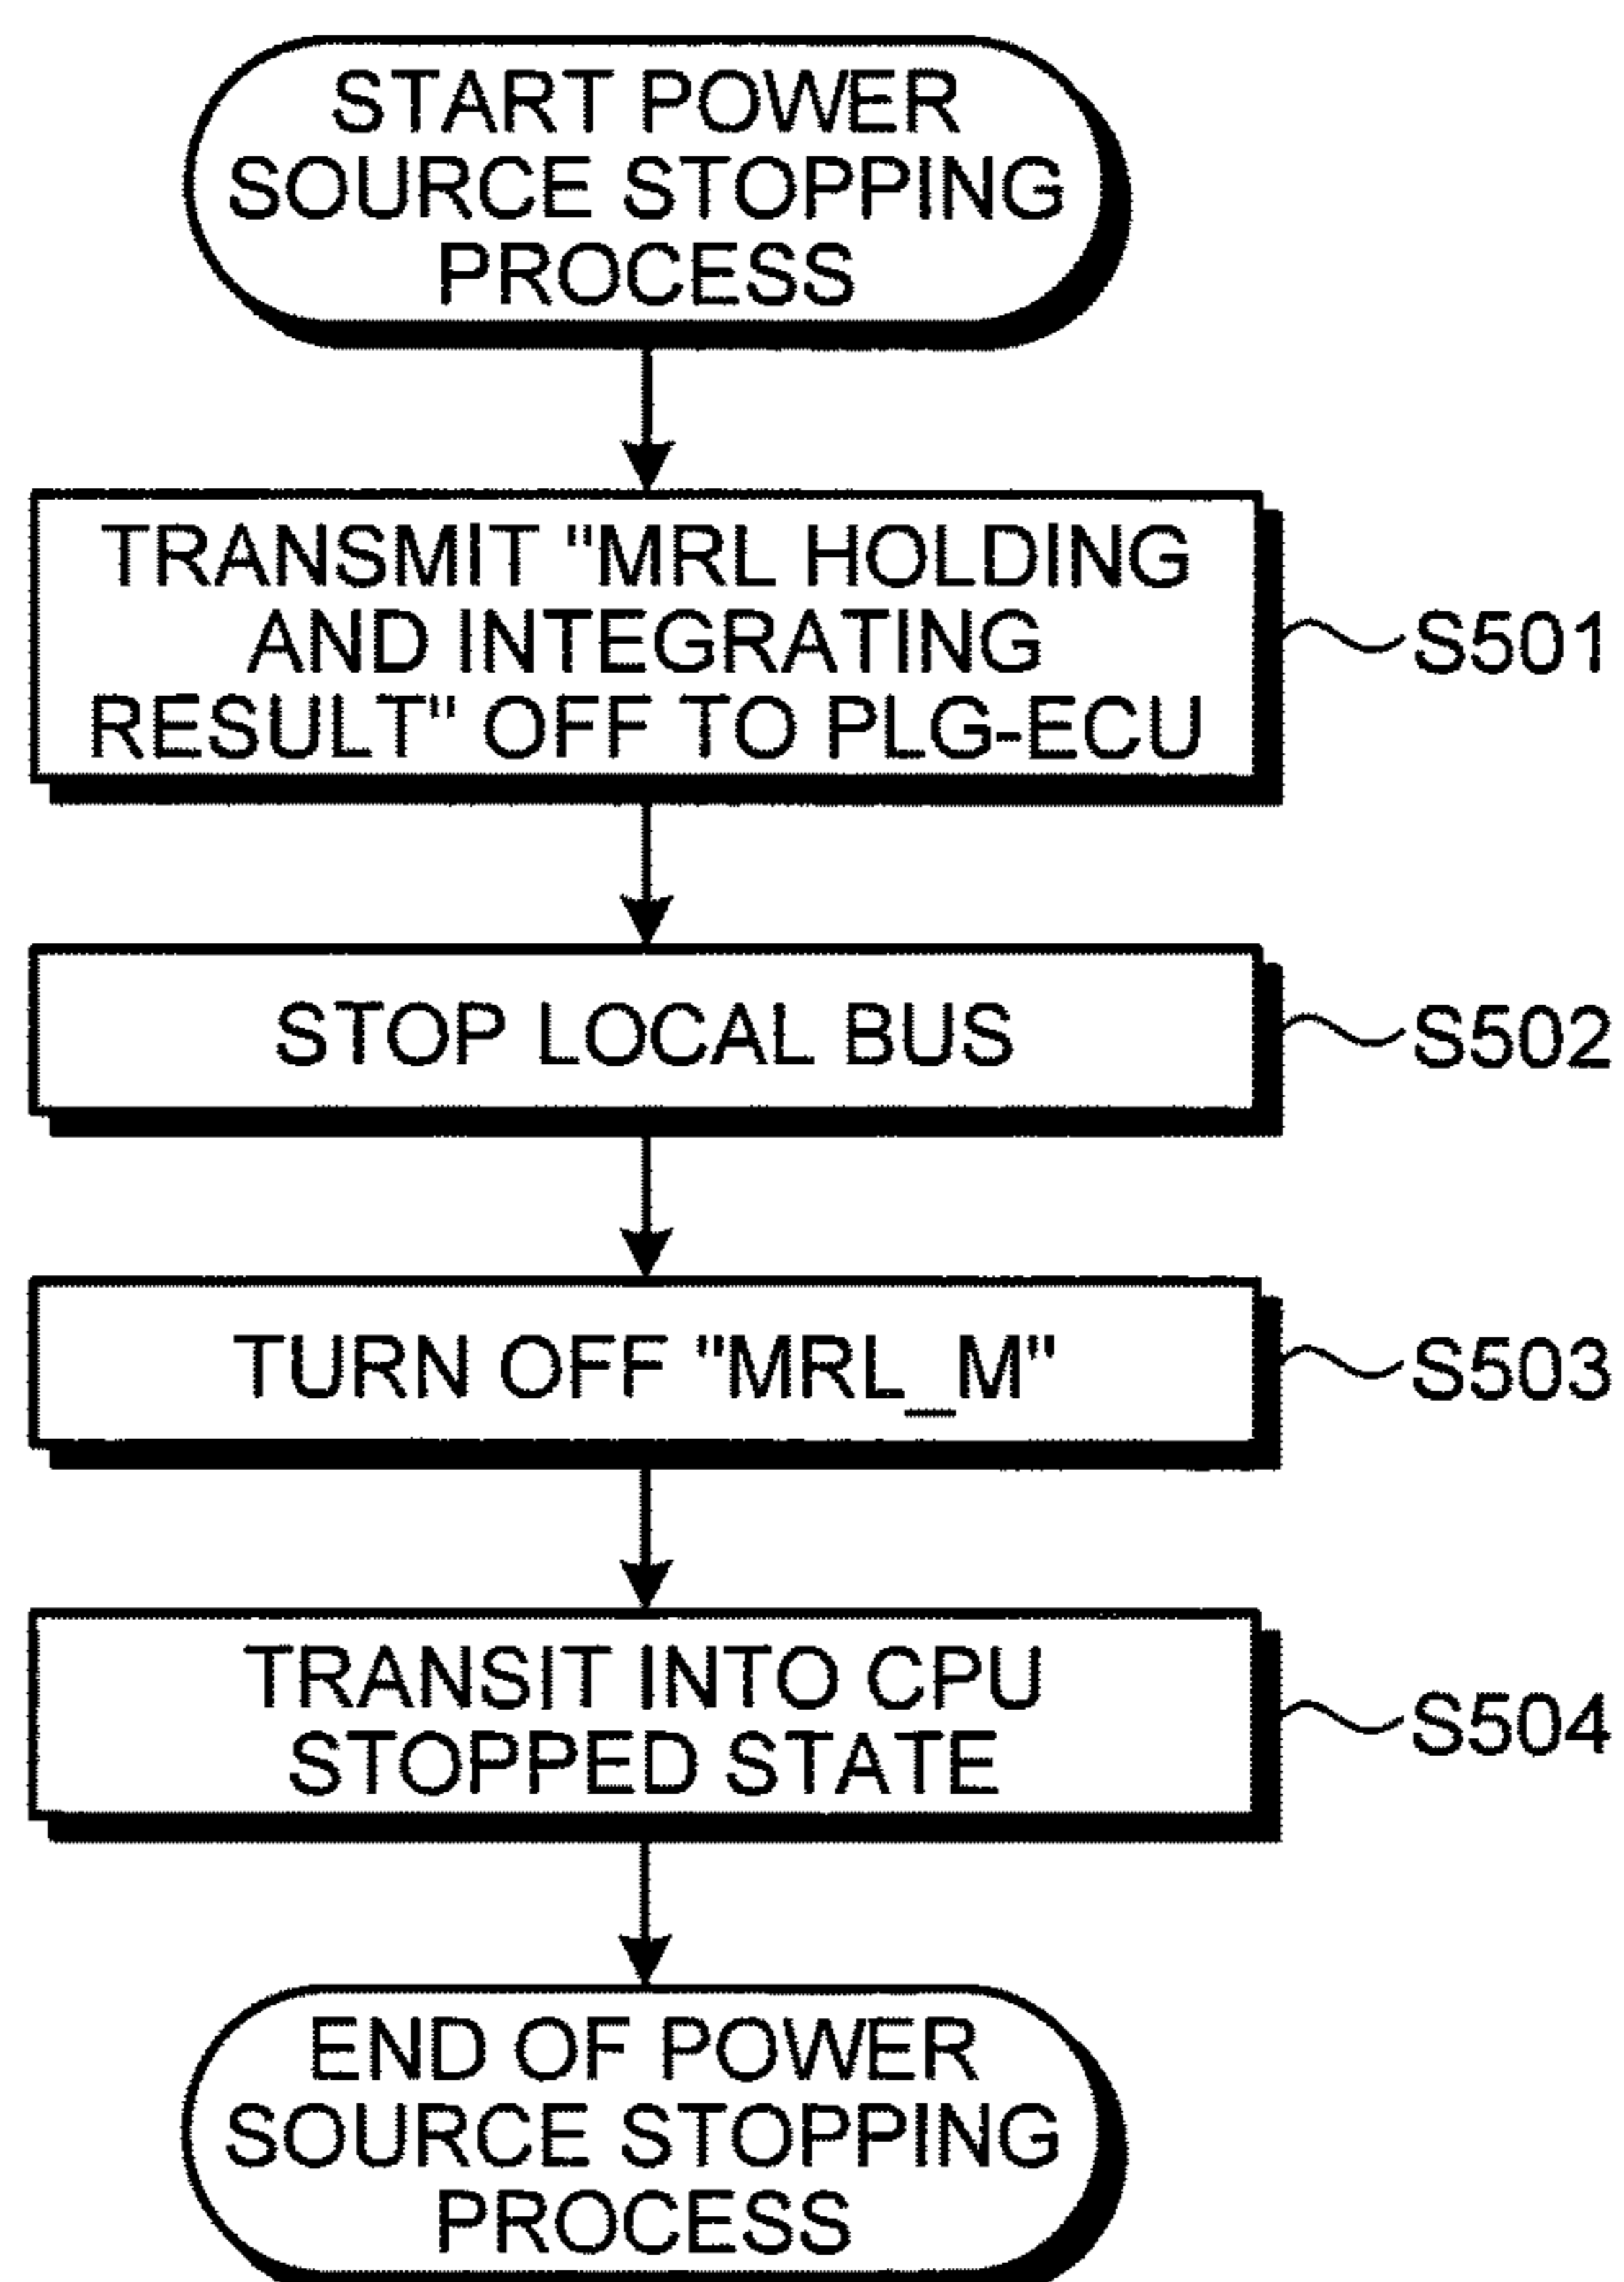 START POWER
SOURCE STOPPING
PROCESS
TRANSMIT "MRL HOLDING
AND INTEGRATING
RESULT" OFF TO PLG-ECU
S501
STOP LOCAL BUS
S502
TURN OFF "MRL_M"
S503
TRANSIT INTO CPU
STOPPED STATE
S504
END OF POWER
SOURCE STOPPING
PROCESS